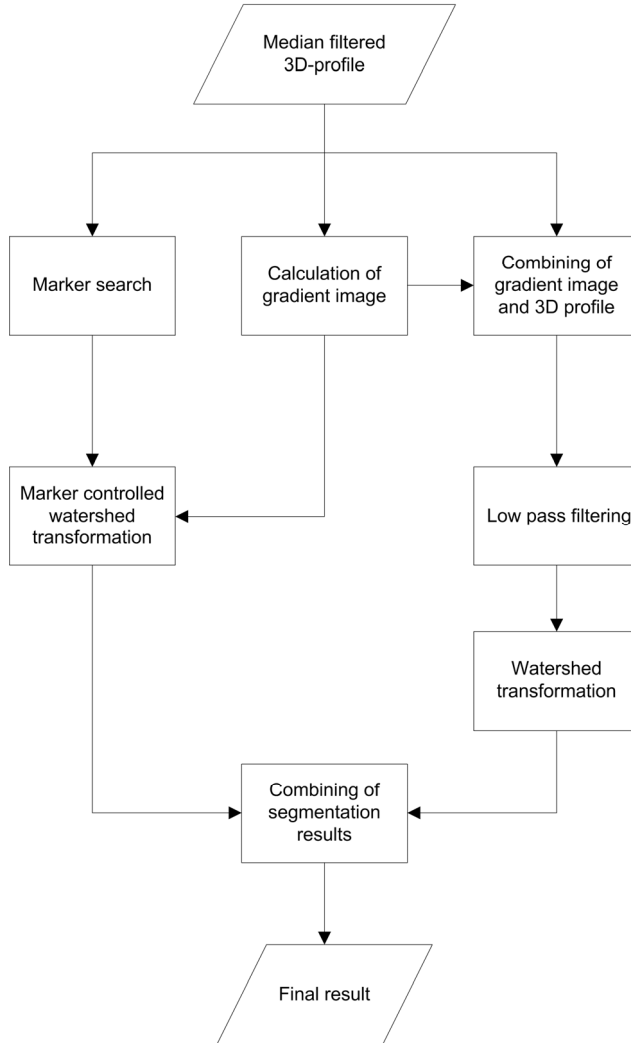 Median filtered
3D-profile
Marker search
Calculation of
gradient image
Combining of
gradient image
and 3D profile
Marker controlled
watershed
transformation
Low pass filtering
Watershed
transformation
Combining of
segmentation
results
Final result